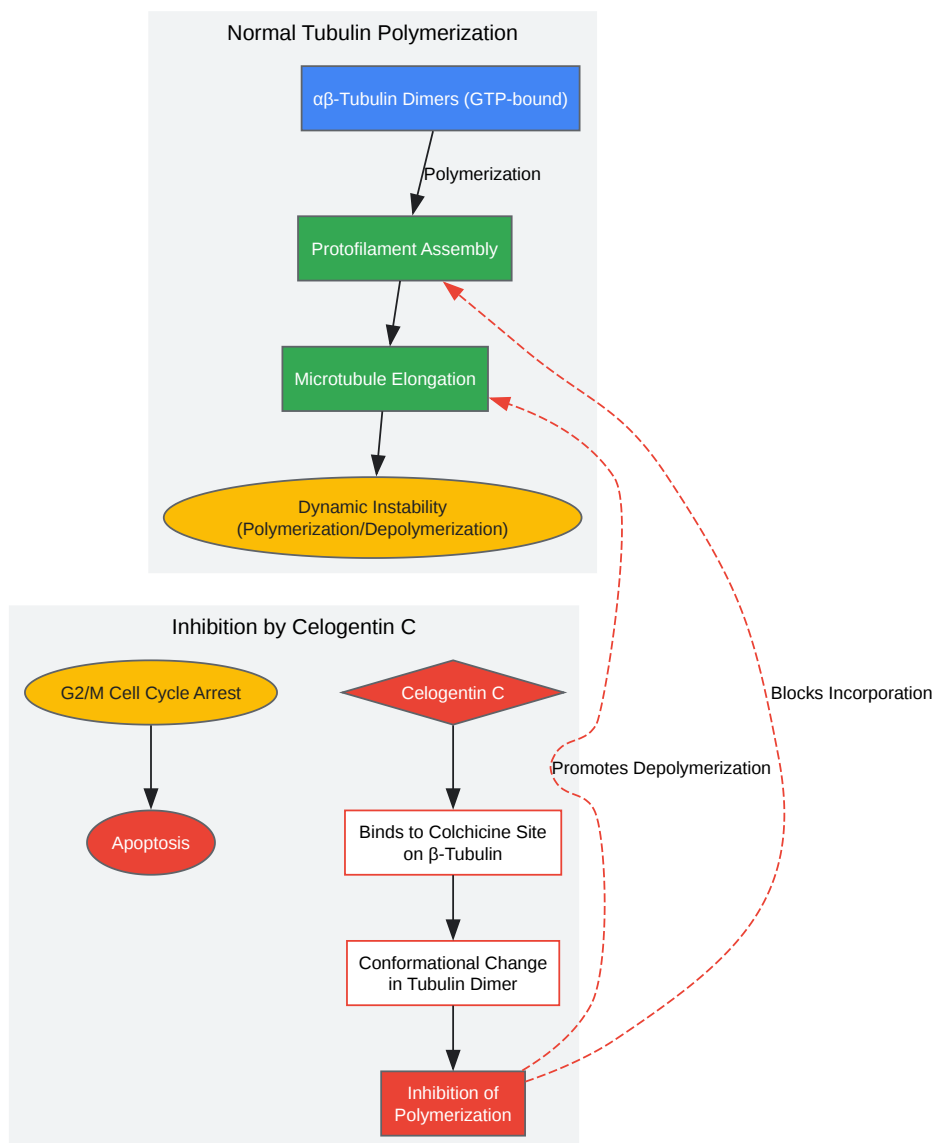 Normal Tubulin Polymerization
αβ-Tubulin Dimers (GTP-bound)
Polymerization
Protofilament Assembly
Microtubule Elongation
Dynamic Instability
(Polymerization/Depolymerization)
Inhibition by Celogentin C
G2/M Cell Cycle Arrest
Celogentin C
Blocks Incorporation
Promotes Depolymerization
Apoptosis
Binds to Colchicine Site
on β-Tubulin
Conformational Change
in Tubulin Dimer
Inhibition of
Polymerization